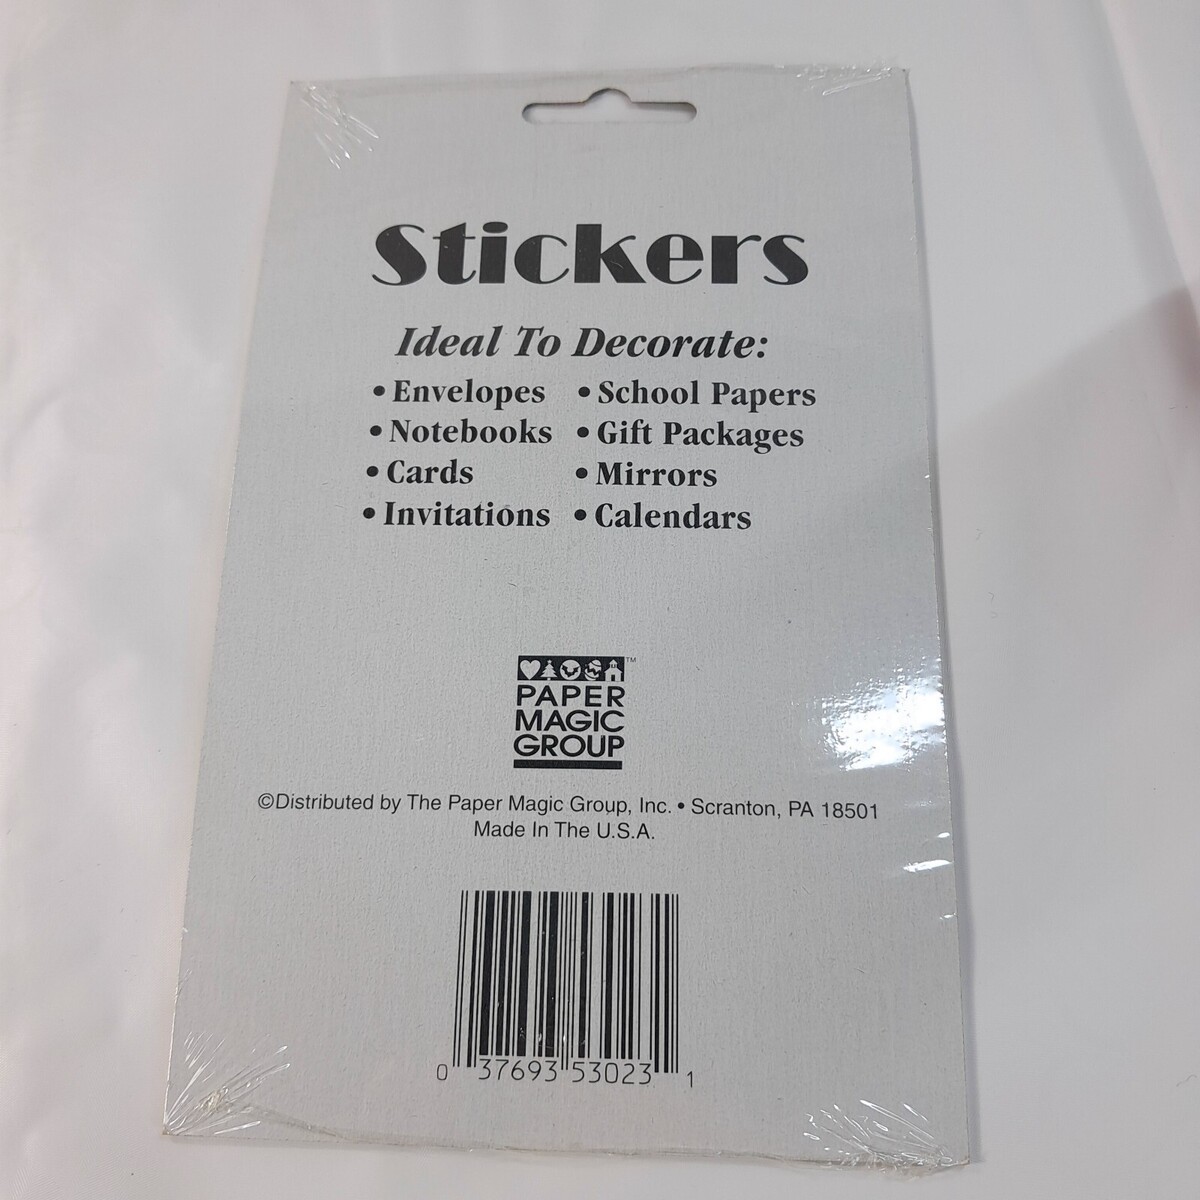 Stickers
Ideal To Decorate:
• Envelopes • School Papers
• Notebooks • Gift Packages
• Cards • Mirrors
• Invitations • Calendars
™
PAPER
MAGIC
GROUP
©Distributed by The Paper Magic Group, Inc. • Scranton, PA 18501
Made In The U.S.A.
0 37693 53023 1